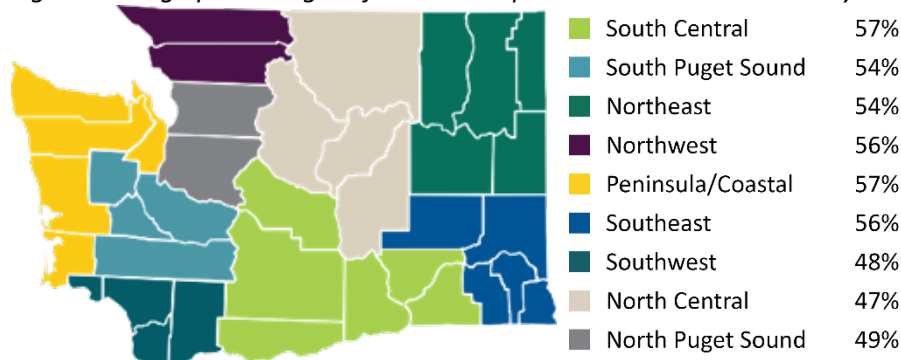 South Central 57%
South Puget Sound 54%
Northeast 54%
Northwest 56%
Peninsula/Coastal 57%
Southeast 56%
Southwest 48%
North Central 47%
North Puget Sound 49%